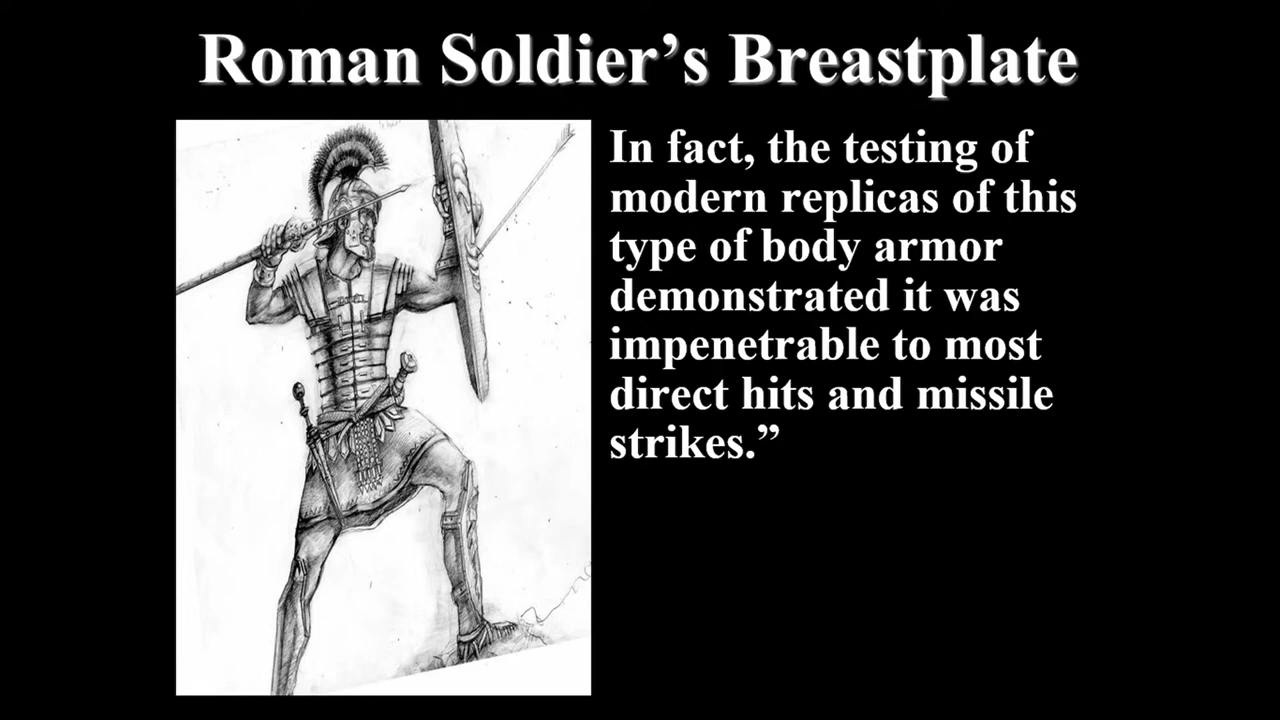 Roman Soldier’s Breastplate
In fact, the testing of
modern replicas of this
type of body armor
demonstrated it was
impenetrable to most
direct hits and missile
strikes.”